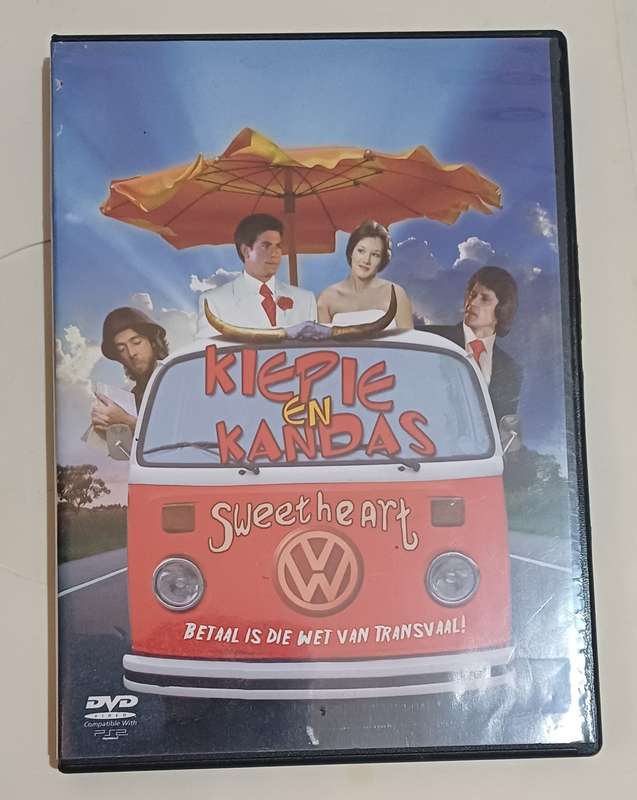 KIEPIE
EN
KANDAS
Sweetheart
VW
BETAAL IS DIE WET VAN TRANSVAAL!
DVD
VIDEO
Compatible With
PS2